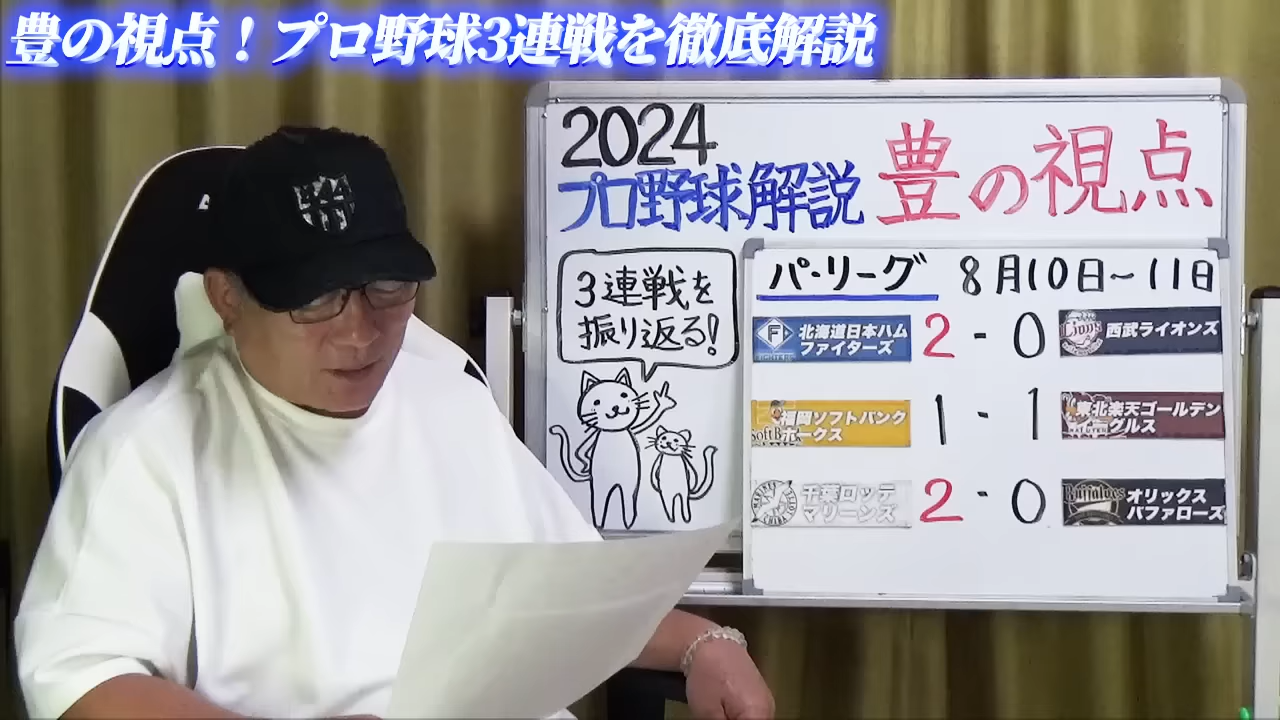 豊の視点！プロ野球3連戦を徹底解説
2024
プロ野球解説 豊の視点
3連戦を
振り返る！
パ・リーグ 8月10日～11日
北海道日本ハム
ファイターズ
2 - 0
Lions
西武ライオンズ
福岡ソフトバンク
ホークス
1 - 1
東北楽天ゴールデン
イーグルス
千葉ロッテ
マリーンズ
2 - 0
Buffaloes
オリックス
バファローズ